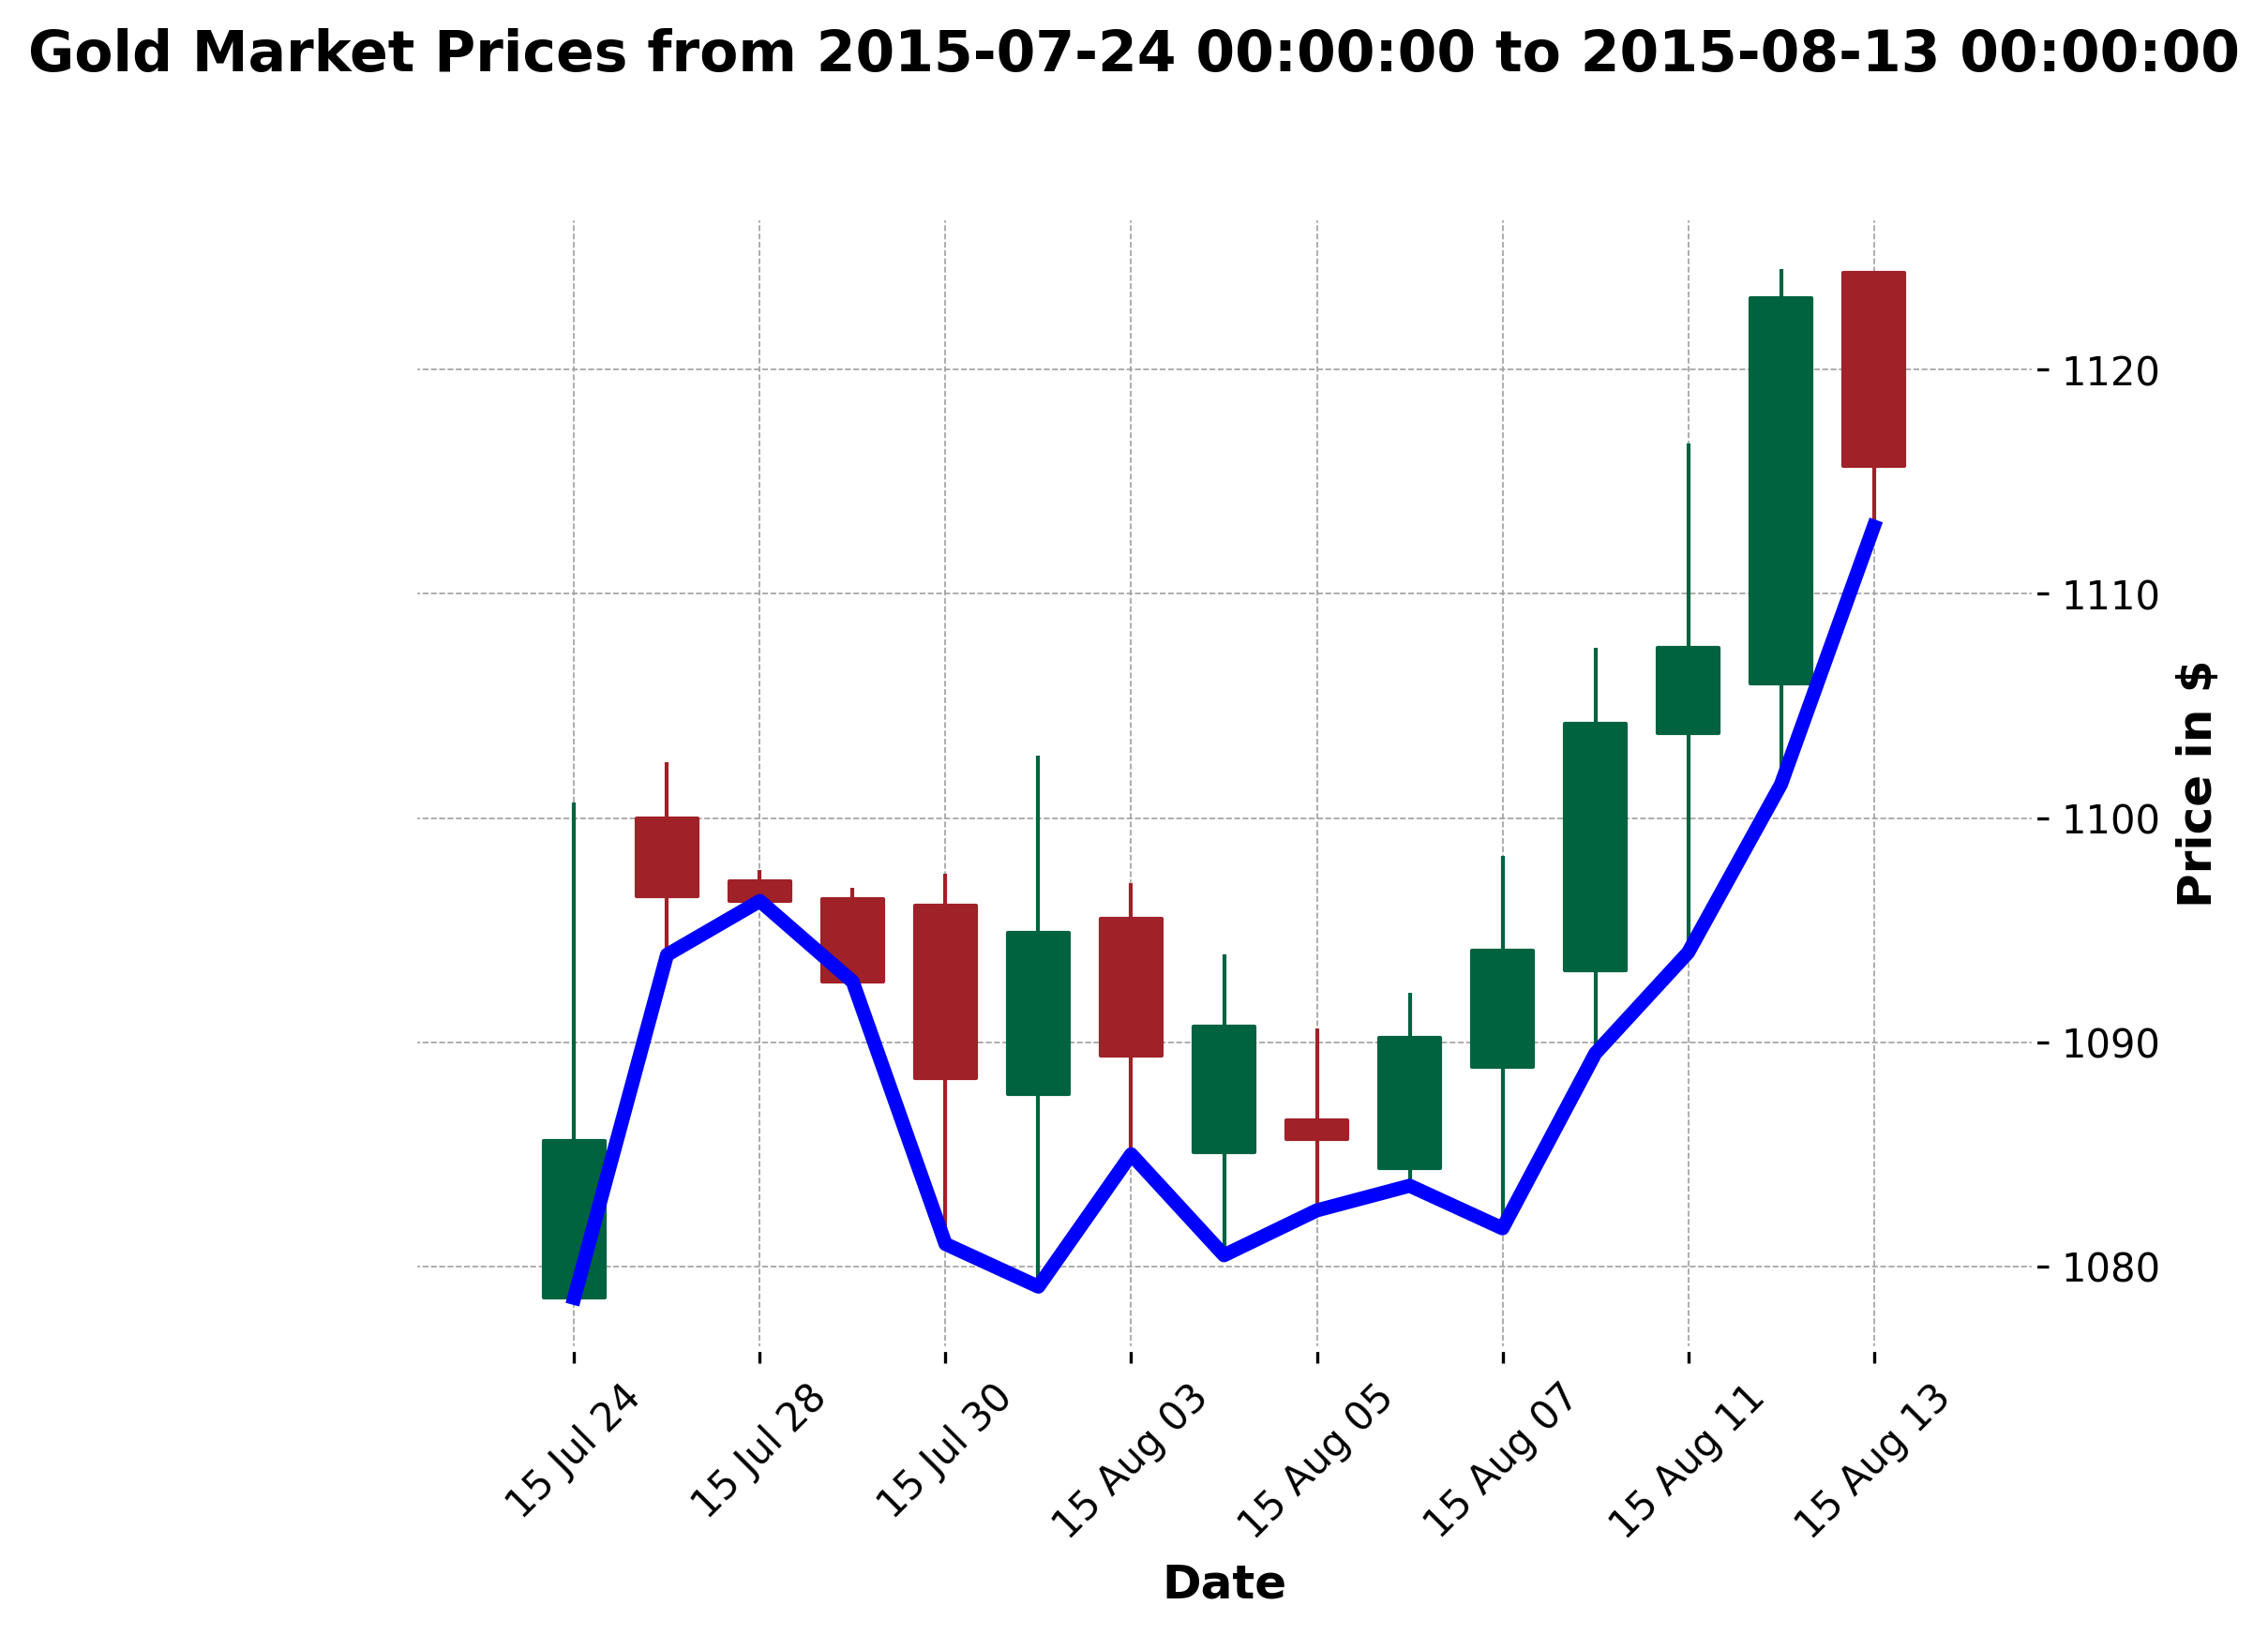 Gold Market Prices from 2015-07-24 00:00:00 to 2015-08-13 00:00:00
1120
1110
1100
1090
1080
Price in $
15 Jul 24
15 Jul 28
15 Jul 30
15 Aug 03
15 Aug 05
15 Aug 07
15 Aug 11
15 Aug 13
Date